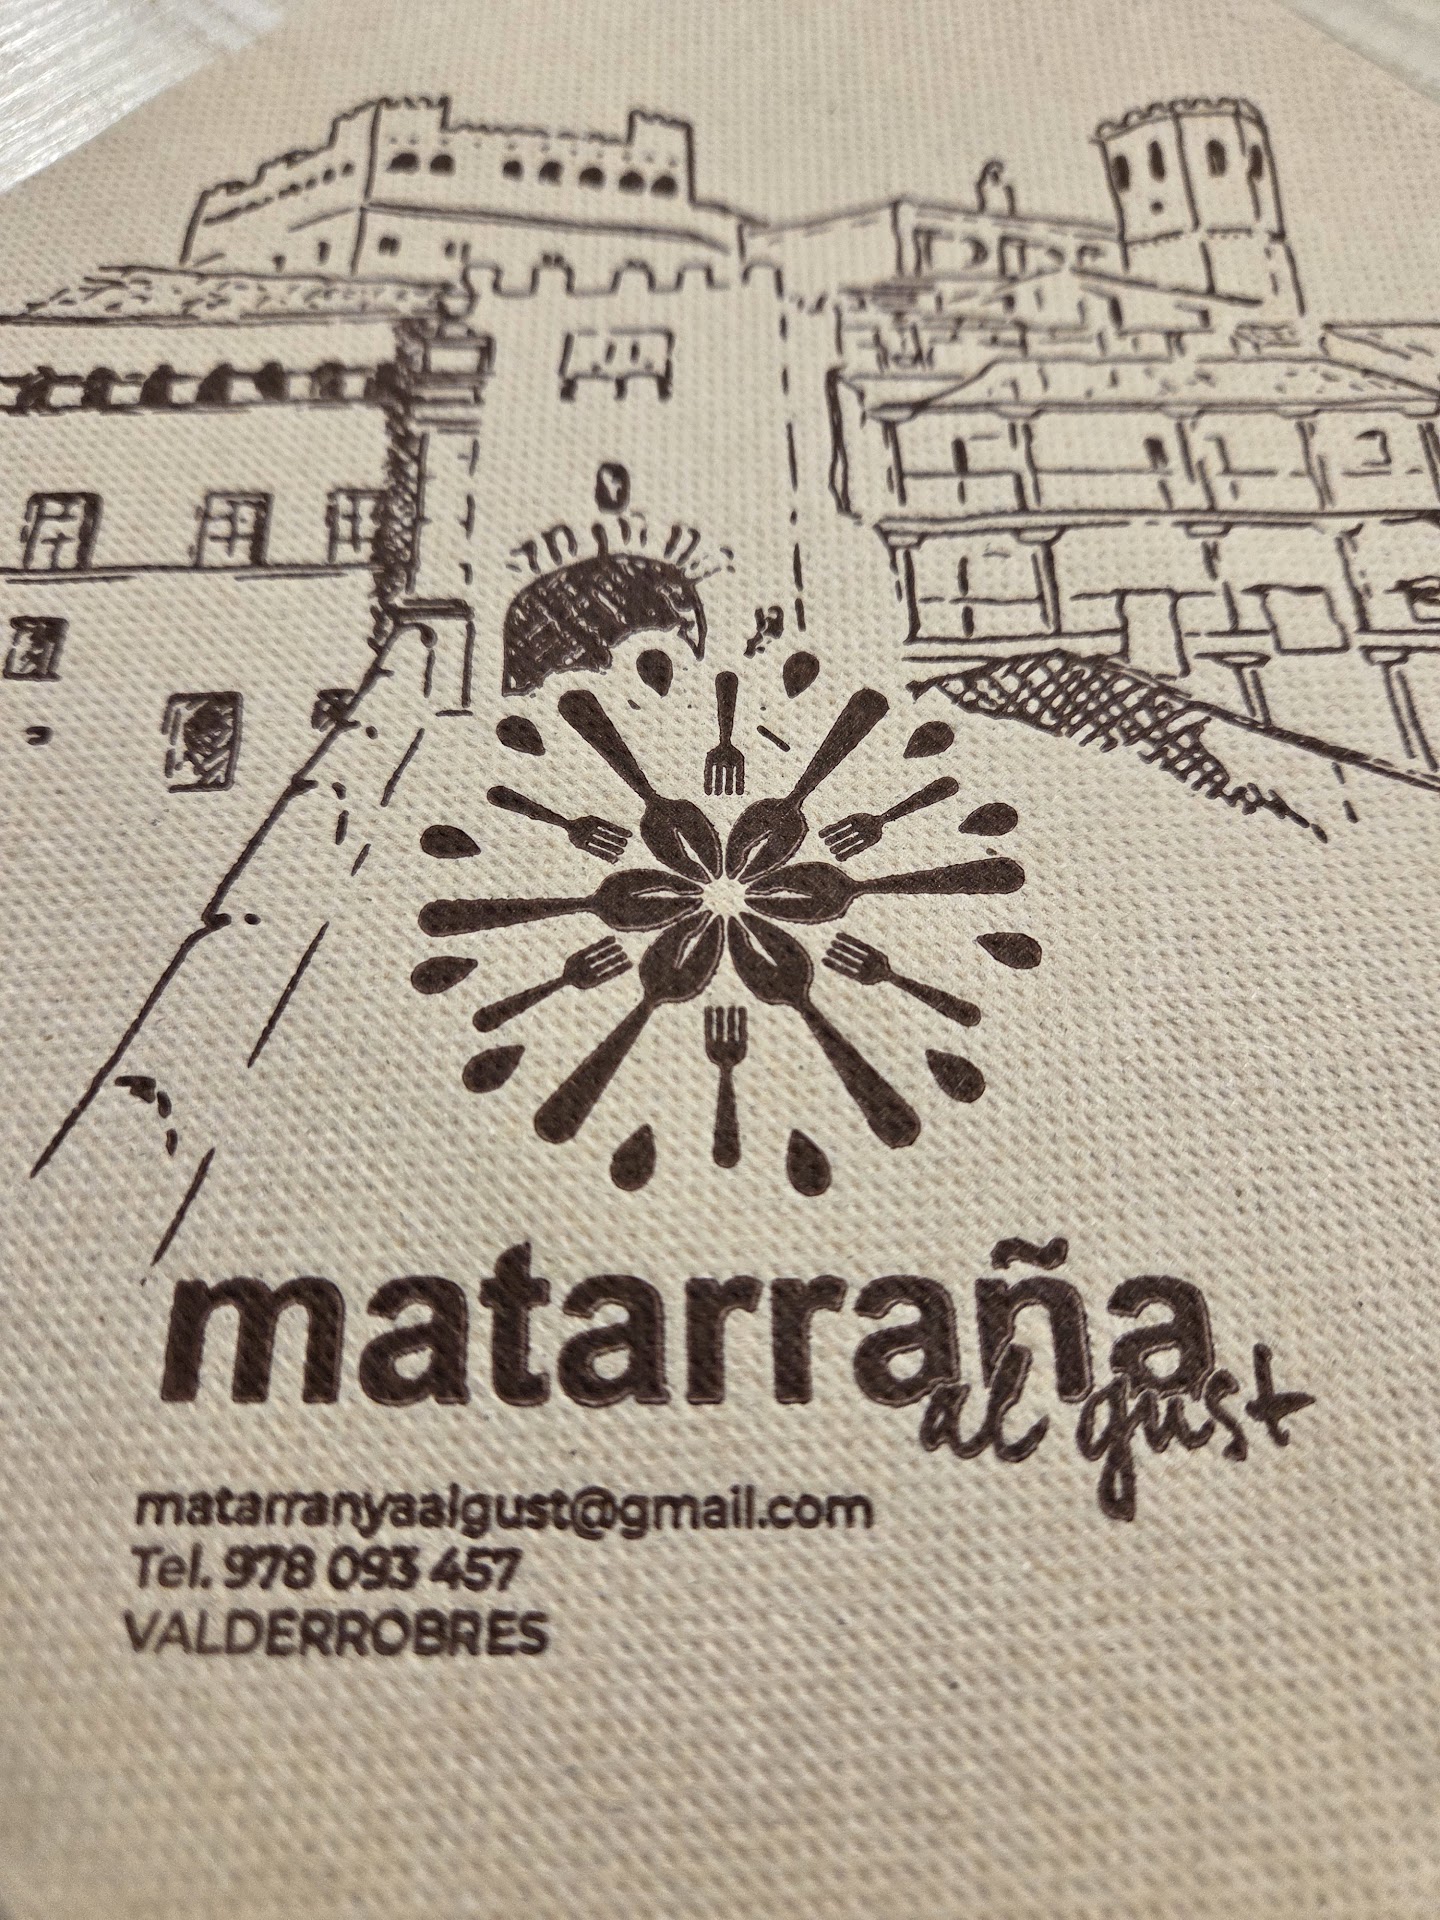 matarraña
al gust
matarranyaalgust@gmail.com
Tel. 978 093 457
VALDERROBRES